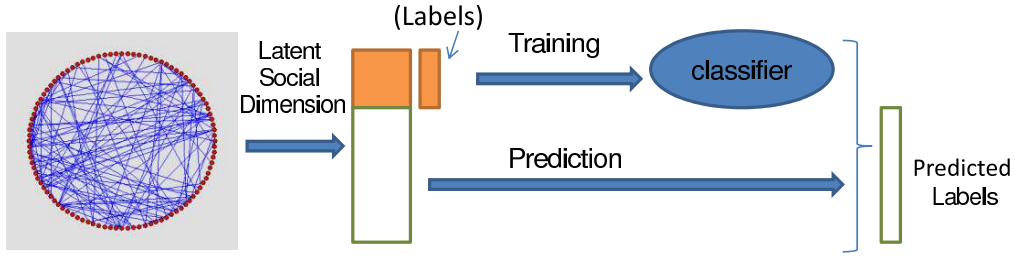 (Labels)
Latent
Social
Dimension
Training
classifier
Prediction
Predicted
Labels